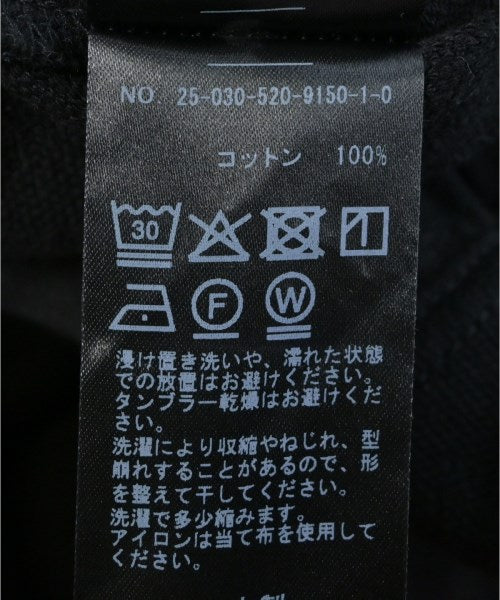 NO 25-030-520-9150-1-0
コットン 100%
30
F W
浸け置き洗いや、濡れた状態
での放置はお避けください。
タンブラー乾燥はお避けくだ
さい。
洗濯により収縮やねじれ、型
崩れすることがあるので、形
を整えて干してください。
洗濯で多少縮みます。
アイロンは当て布を使用して
ください。